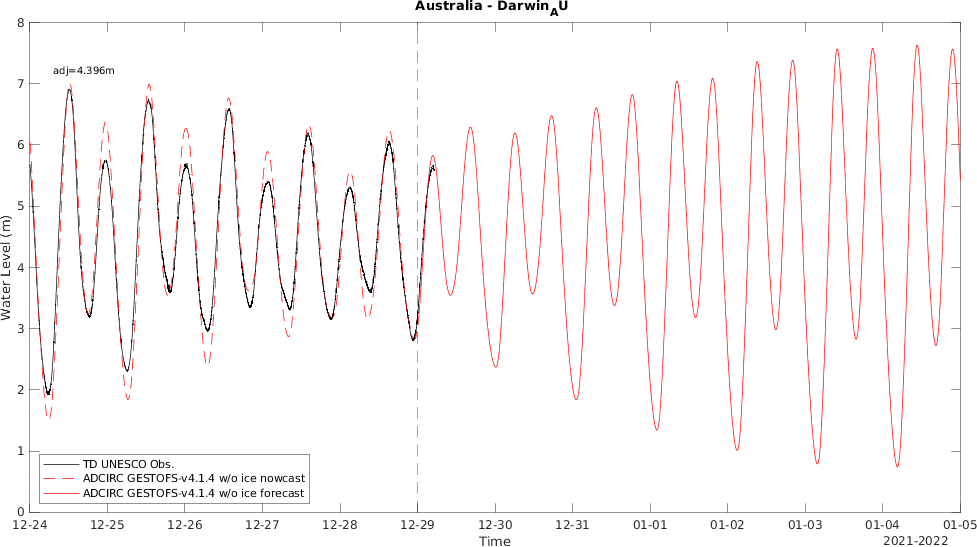 Australia - DarwinAU
adj=4.396m
Water Level (m)
8
7
6
5
4
3
2
1
0
TD UNESCO Obs.
ADCIRC GESTOFS-v4.1.4 w/o ice nowcast
ADCIRC GESTOFS-v4.1.4 w/o ice forecast
12-24 12-25 12-26 12-27 12-28 12-29 12-30 12-31 01-01 01-02 01-03 01-04 01-05
Time
2021-2022